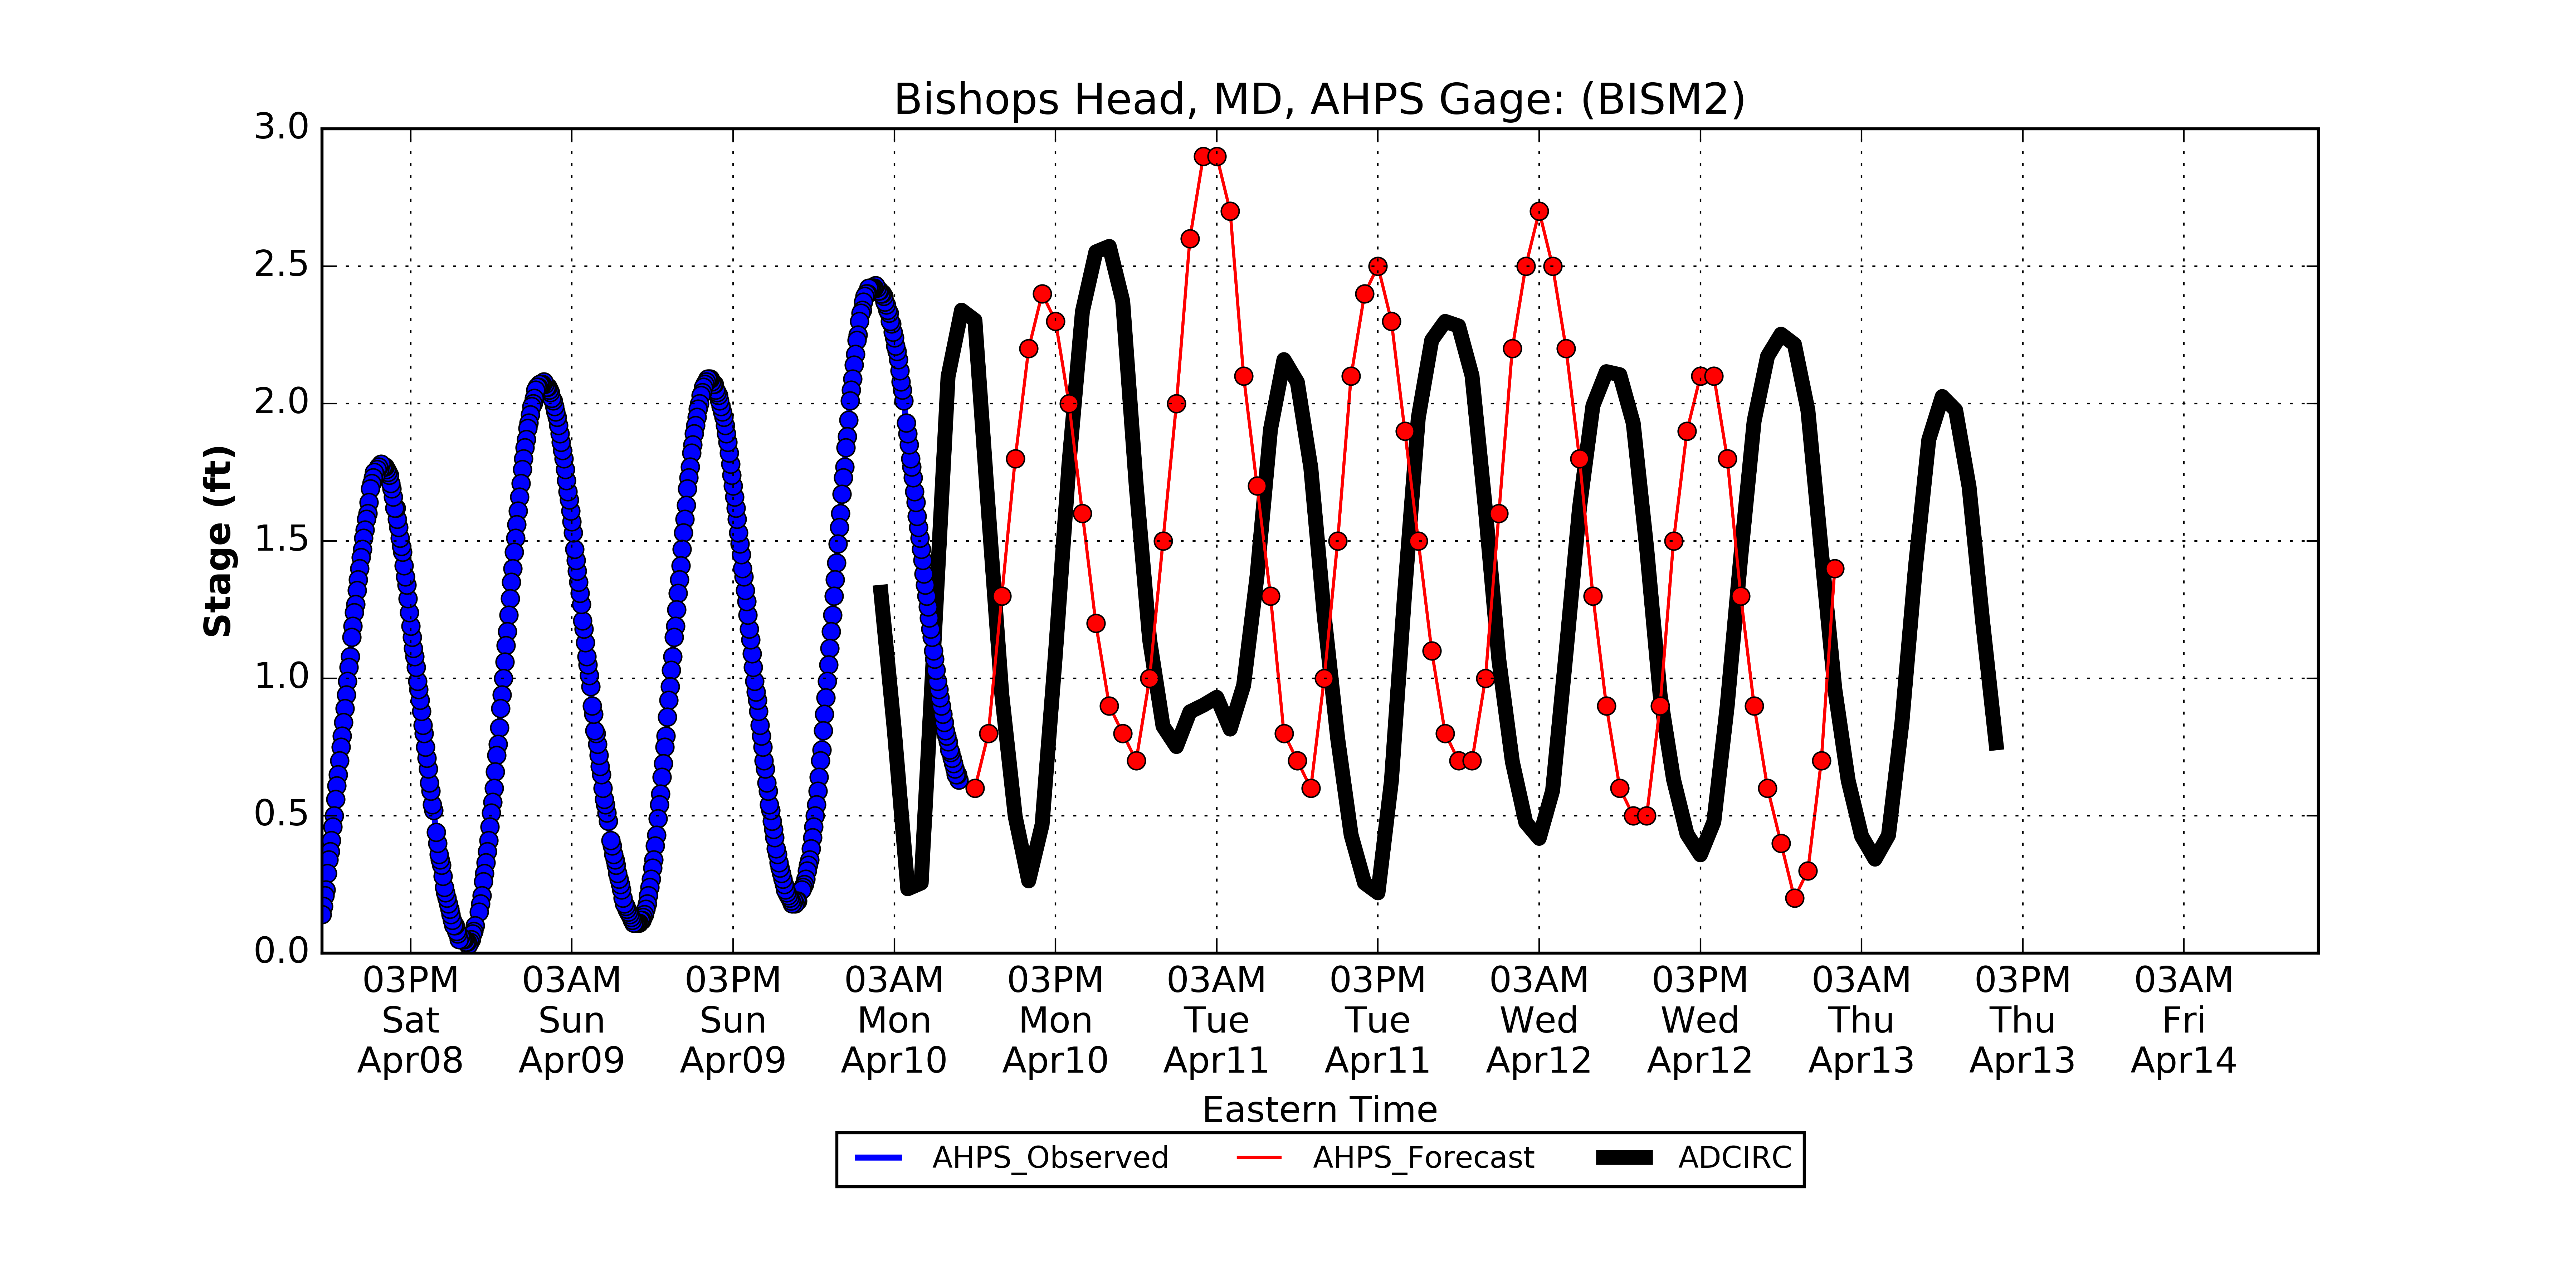 Bishops Head, MD, AHPS Gage: (BISM2)
3.0
2.5
2.0
1.5
1.0
0.5
0.0
Stage (ft)
03PM 03AM 03PM 03AM 03PM 03AM 03PM 03AM 03PM 03AM 03PM 03AM
Sat Sun Sun Mon Mon Tue Tue Wed Wed Thu Thu Fri
Apr08 Apr09 Apr09 Apr10 Apr10 Apr11 Apr11 Apr12 Apr12 Apr13 Apr13 Apr14
Eastern Time
AHPS_Observed AHPS_Forecast ADCIRC